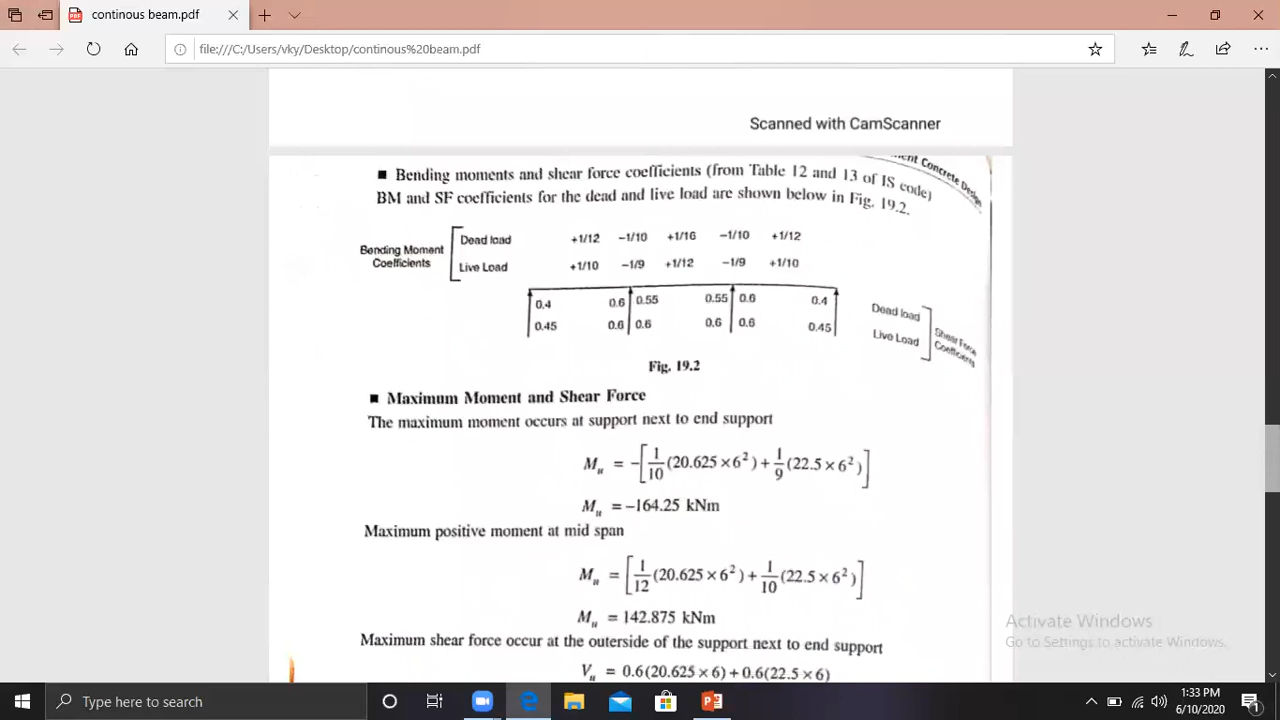 continous beam.pdf
file:///C:/Users/vky/Desktop/continous%20beam.pdf
Scanned with CamScanner
Concrete Design
■ Bending moments and shear force coefficients (from Table 12 and 13 of IS code)
BM and SF coefficients for the dead and live load are shown below in Fig. 19.2.
Bending Moment Coefficients
Dead load +1/12 −1/10 +1/16 −1/10 +1/12
Live Load +1/10 −1/9 +1/12 −1/9 +1/10
0.4 0.6 0.55 0.55 0.6 0.4 Dead load
0.45 0.6 0.6 0.6 0.6 0.45 Live Load
Shear Force Coefficients
Fig. 19.2
■ Maximum Moment and Shear Force
The maximum moment occurs at support next to end support
Mu = −[1/10 (20.625 × 6²) + 1/9 (22.5 × 6²)]
Mu = −164.25 kNm
Maximum positive moment at mid span
Mu = [1/12 (20.625 × 6²) + 1/10 (22.5 × 6²)]
Mu = 142.875 kNm
Maximum shear force occur at the outerside of the support next to end support
Vu = 0.6(20.625 × 6) + 0.6(22.5 × 6)
Activate Windows
Go to Settings to activate Windows.
Type here to search
1:33 PM
6/10/2020